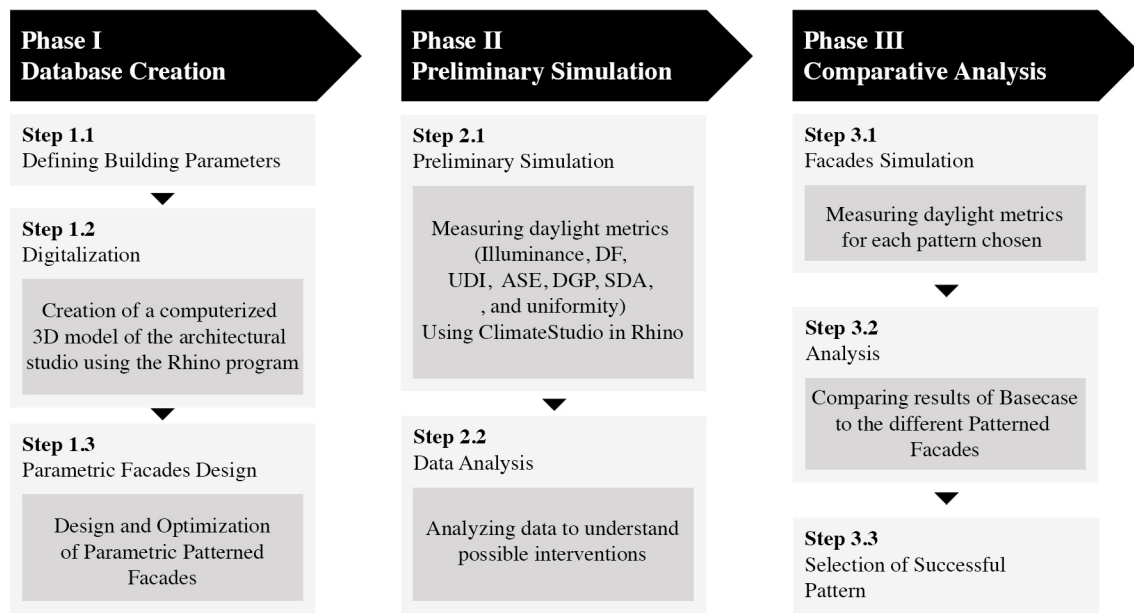 Phase I
Database Creation
Step 1.1
Defining Building Parameters
Step 1.2
Digitalization
Creation of a computerized
3D model of the architectural
studio using the Rhino program
Step 1.3
Parametric Facades Design
Design and Optimization
of Parametric Patterned
Facades
Phase II
Preliminary Simulation
Step 2.1
Preliminary Simulation
Measuring daylight metrics
(Illuminance, DF,
UDI, ASE, DGP, SDA,
, and uniformity)
Using ClimateStudio in Rhino
Step 2.2
Data Analysis
Analyzing data to understand
possible interventions
Phase III
Comparative Analysis
Step 3.1
Facades Simulation
Measuring daylight metrics
for each pattern chosen
Step 3.2
Analysis
Comparing results of Basecase
to the different Patterned
Facades
Step 3.3
Selection of Successful
Pattern